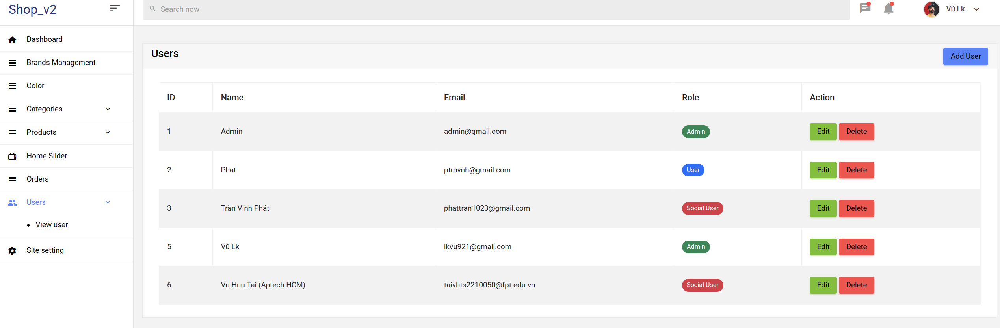 Shop_v2
Search now
Vũ Lk
Dashboard
Brands Management
Color
Categories
Products
Home Slider
Orders
Users
View user
Site setting
Users
Add User
ID Name Email Role Action
1 Admin admin@gmail.com Admin Edit Delete
2 Phat ptrnvnh@gmail.com User Edit Delete
3 Trần Vĩnh Phát phattran1023@gmail.com Social User Edit Delete
5 Vũ Lk lkvu921@gmail.com Admin Edit Delete
6 Vu Huu Tai (Aptech HCM) taivhts2210050@fpt.edu.vn Social User Edit Delete